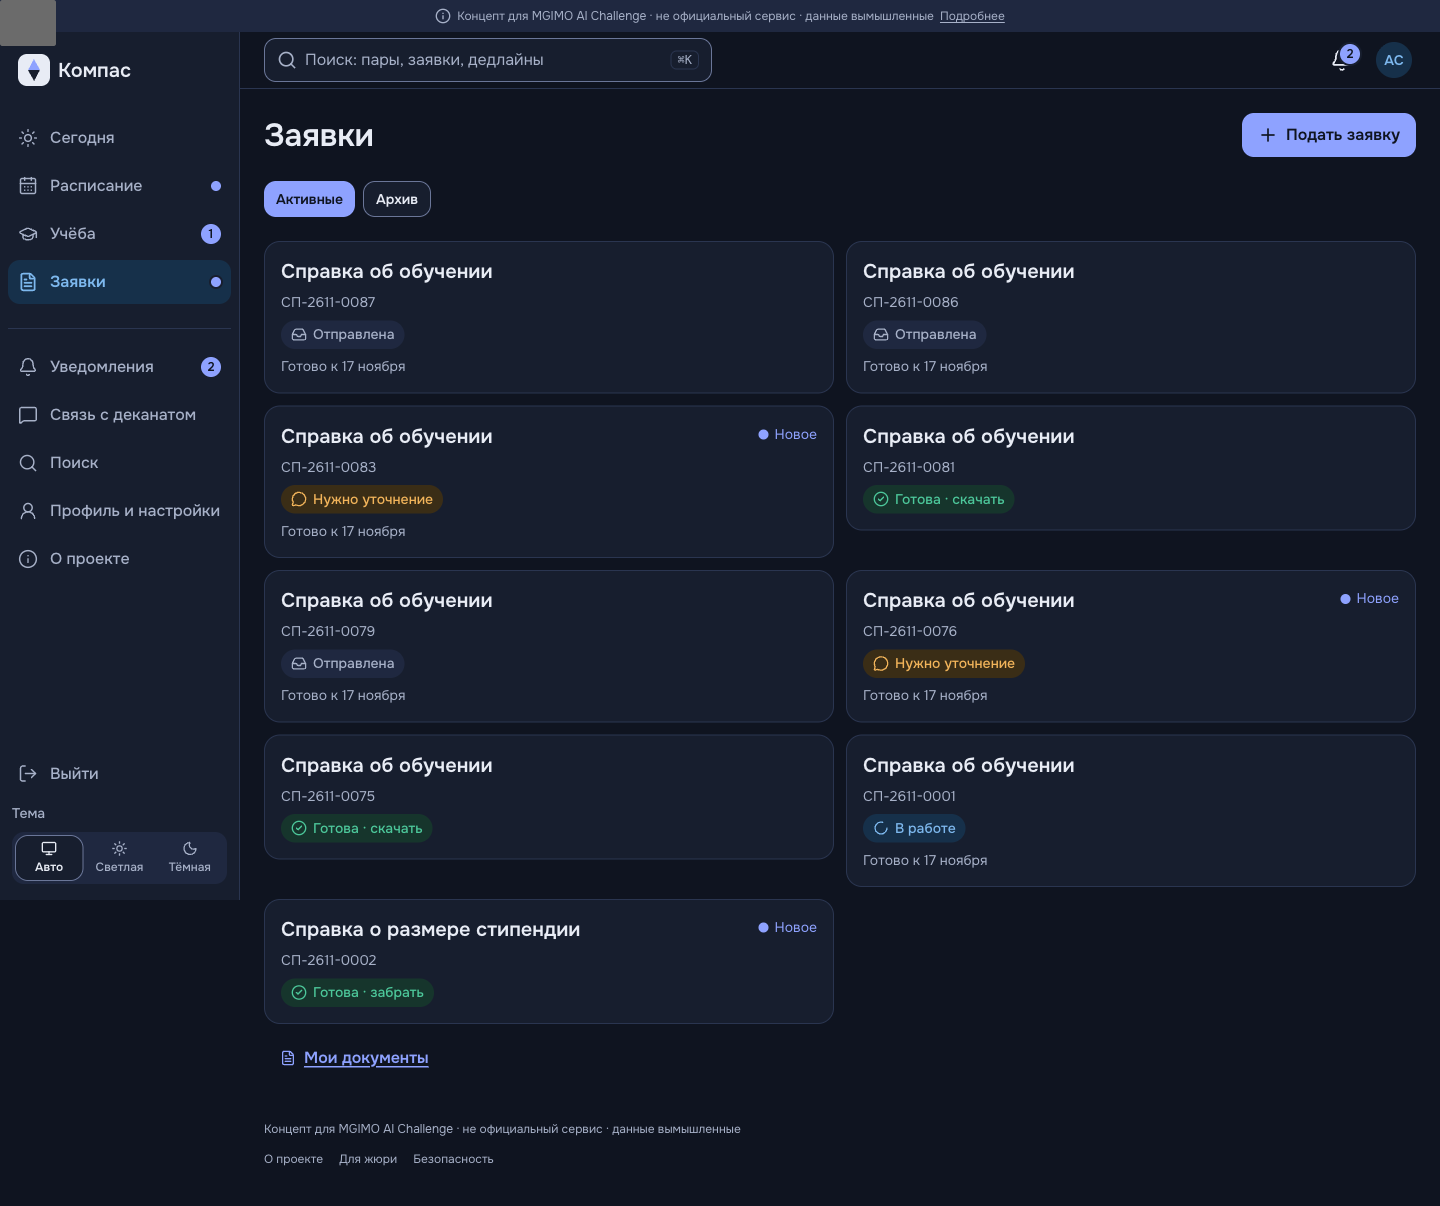 Концепт для MGIMO AI Challenge · не официальный сервис · данные вымышленные Подробнее
Компас
Поиск: пары, заявки, дедлайны
⌘K
2
АС
Сегодня
Расписание
Учёба
1
Заявки
Уведомления
2
Связь с деканатом
Поиск
Профиль и настройки
О проекте
Выйти
Тема
Авто
Светлая
Тёмная
Заявки
Подать заявку
Активные
Архив
Справка об обучении
СП-2611-0087
Отправлена
Готово к 17 ноября
Справка об обучении
СП-2611-0086
Отправлена
Готово к 17 ноября
Справка об обучении
Новое
СП-2611-0083
Нужно уточнение
Готово к 17 ноября
Справка об обучении
СП-2611-0081
Готова · скачать
Справка об обучении
СП-2611-0079
Отправлена
Готово к 17 ноября
Справка об обучении
Новое
СП-2611-0076
Нужно уточнение
Готово к 17 ноября
Справка об обучении
СП-2611-0075
Готова · скачать
Справка об обучении
СП-2611-0001
В работе
Готово к 17 ноября
Справка о размере стипендии
Новое
СП-2611-0002
Готова · забрать
Мои документы
Концепт для MGIMO AI Challenge · не официальный сервис · данные вымышленные
О проекте
Для жюри
Безопасность